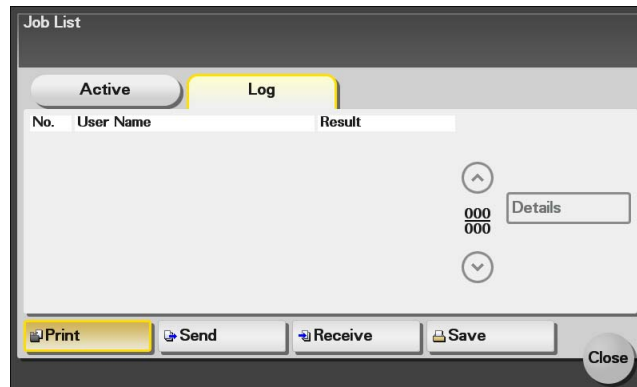 Job List
Active Log
No. User Name Result
000
000
Details
Print Send Receive Save
Close